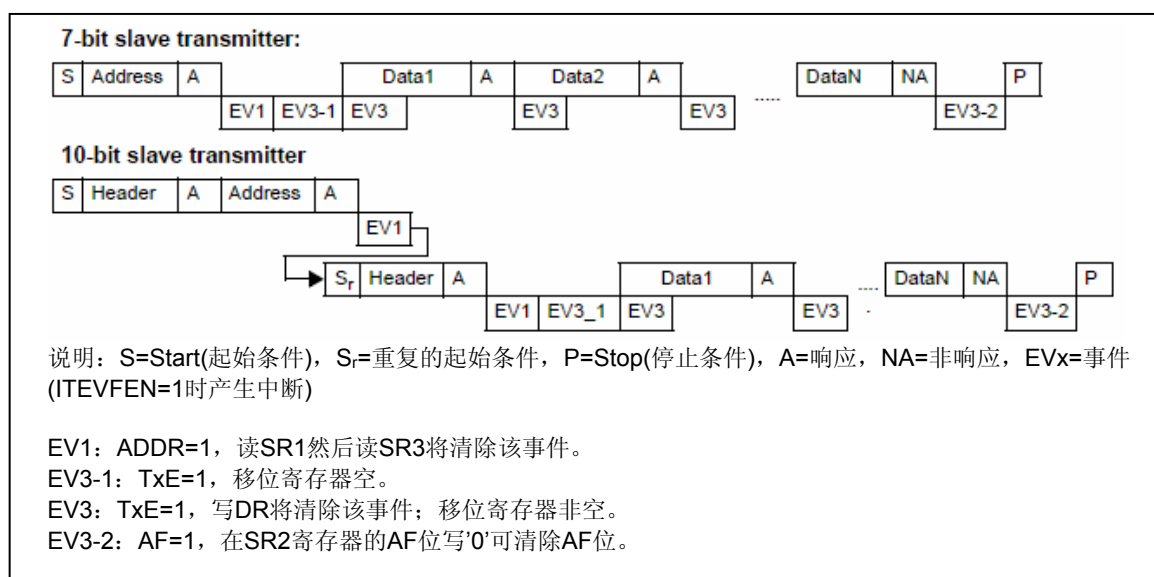 7-bit slave transmitter:
S Address A Data1 A Data2 A ..... DataN NA P
EV1 EV3-1 EV3 EV3 EV3 EV3-2
10-bit slave transmitter
S Header A Address A
EV1
Sr Header A Data1 A .... DataN NA P
EV1 EV3_1 EV3 EV3 . EV3-2
说明：S=Start(起始条件)，Sr=重复的起始条件，P=Stop(停止条件)，A=响应，NA=非响应，EVx=事件
(ITEVFEN=1时产生中断)
EV1：ADDR=1，读SR1然后读SR3将清除该事件。
EV3-1：TxE=1，移位寄存器空。
EV3：TxE=1，写DR将清除该事件；移位寄存器非空。
EV3-2：AF=1，在SR2寄存器的AF位写'0'可清除AF位。